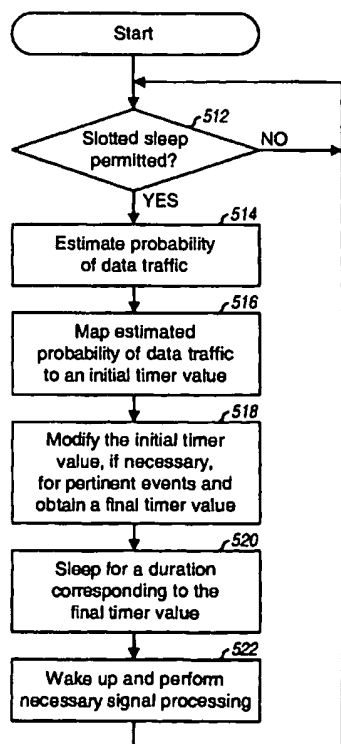 Start
512
Slotted sleep
permitted?
NO
YES
514
Estimate probability
of data traffic
516
Map estimated
probability of data traffic
to an initial timer value
518
Modify the initial timer
value, if necessary,
for pertinent events and
obtain a final timer value
520
Sleep for a duration
corresponding to the
final timer value
522
Wake up and perform
necessary signal processing